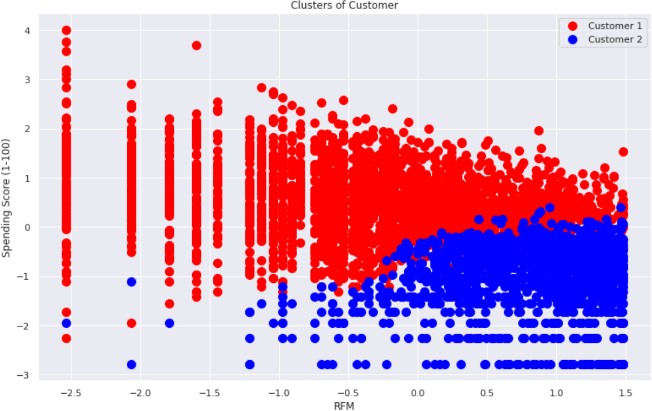 Clusters of Customer
Customer 1
Customer 2
4
3
2
1
0
−1
−2
−3
Spending Score (1-100)
−2.5 −2.0 −1.5 −1.0 −0.5 0.0 0.5 1.0 1.5
RFM